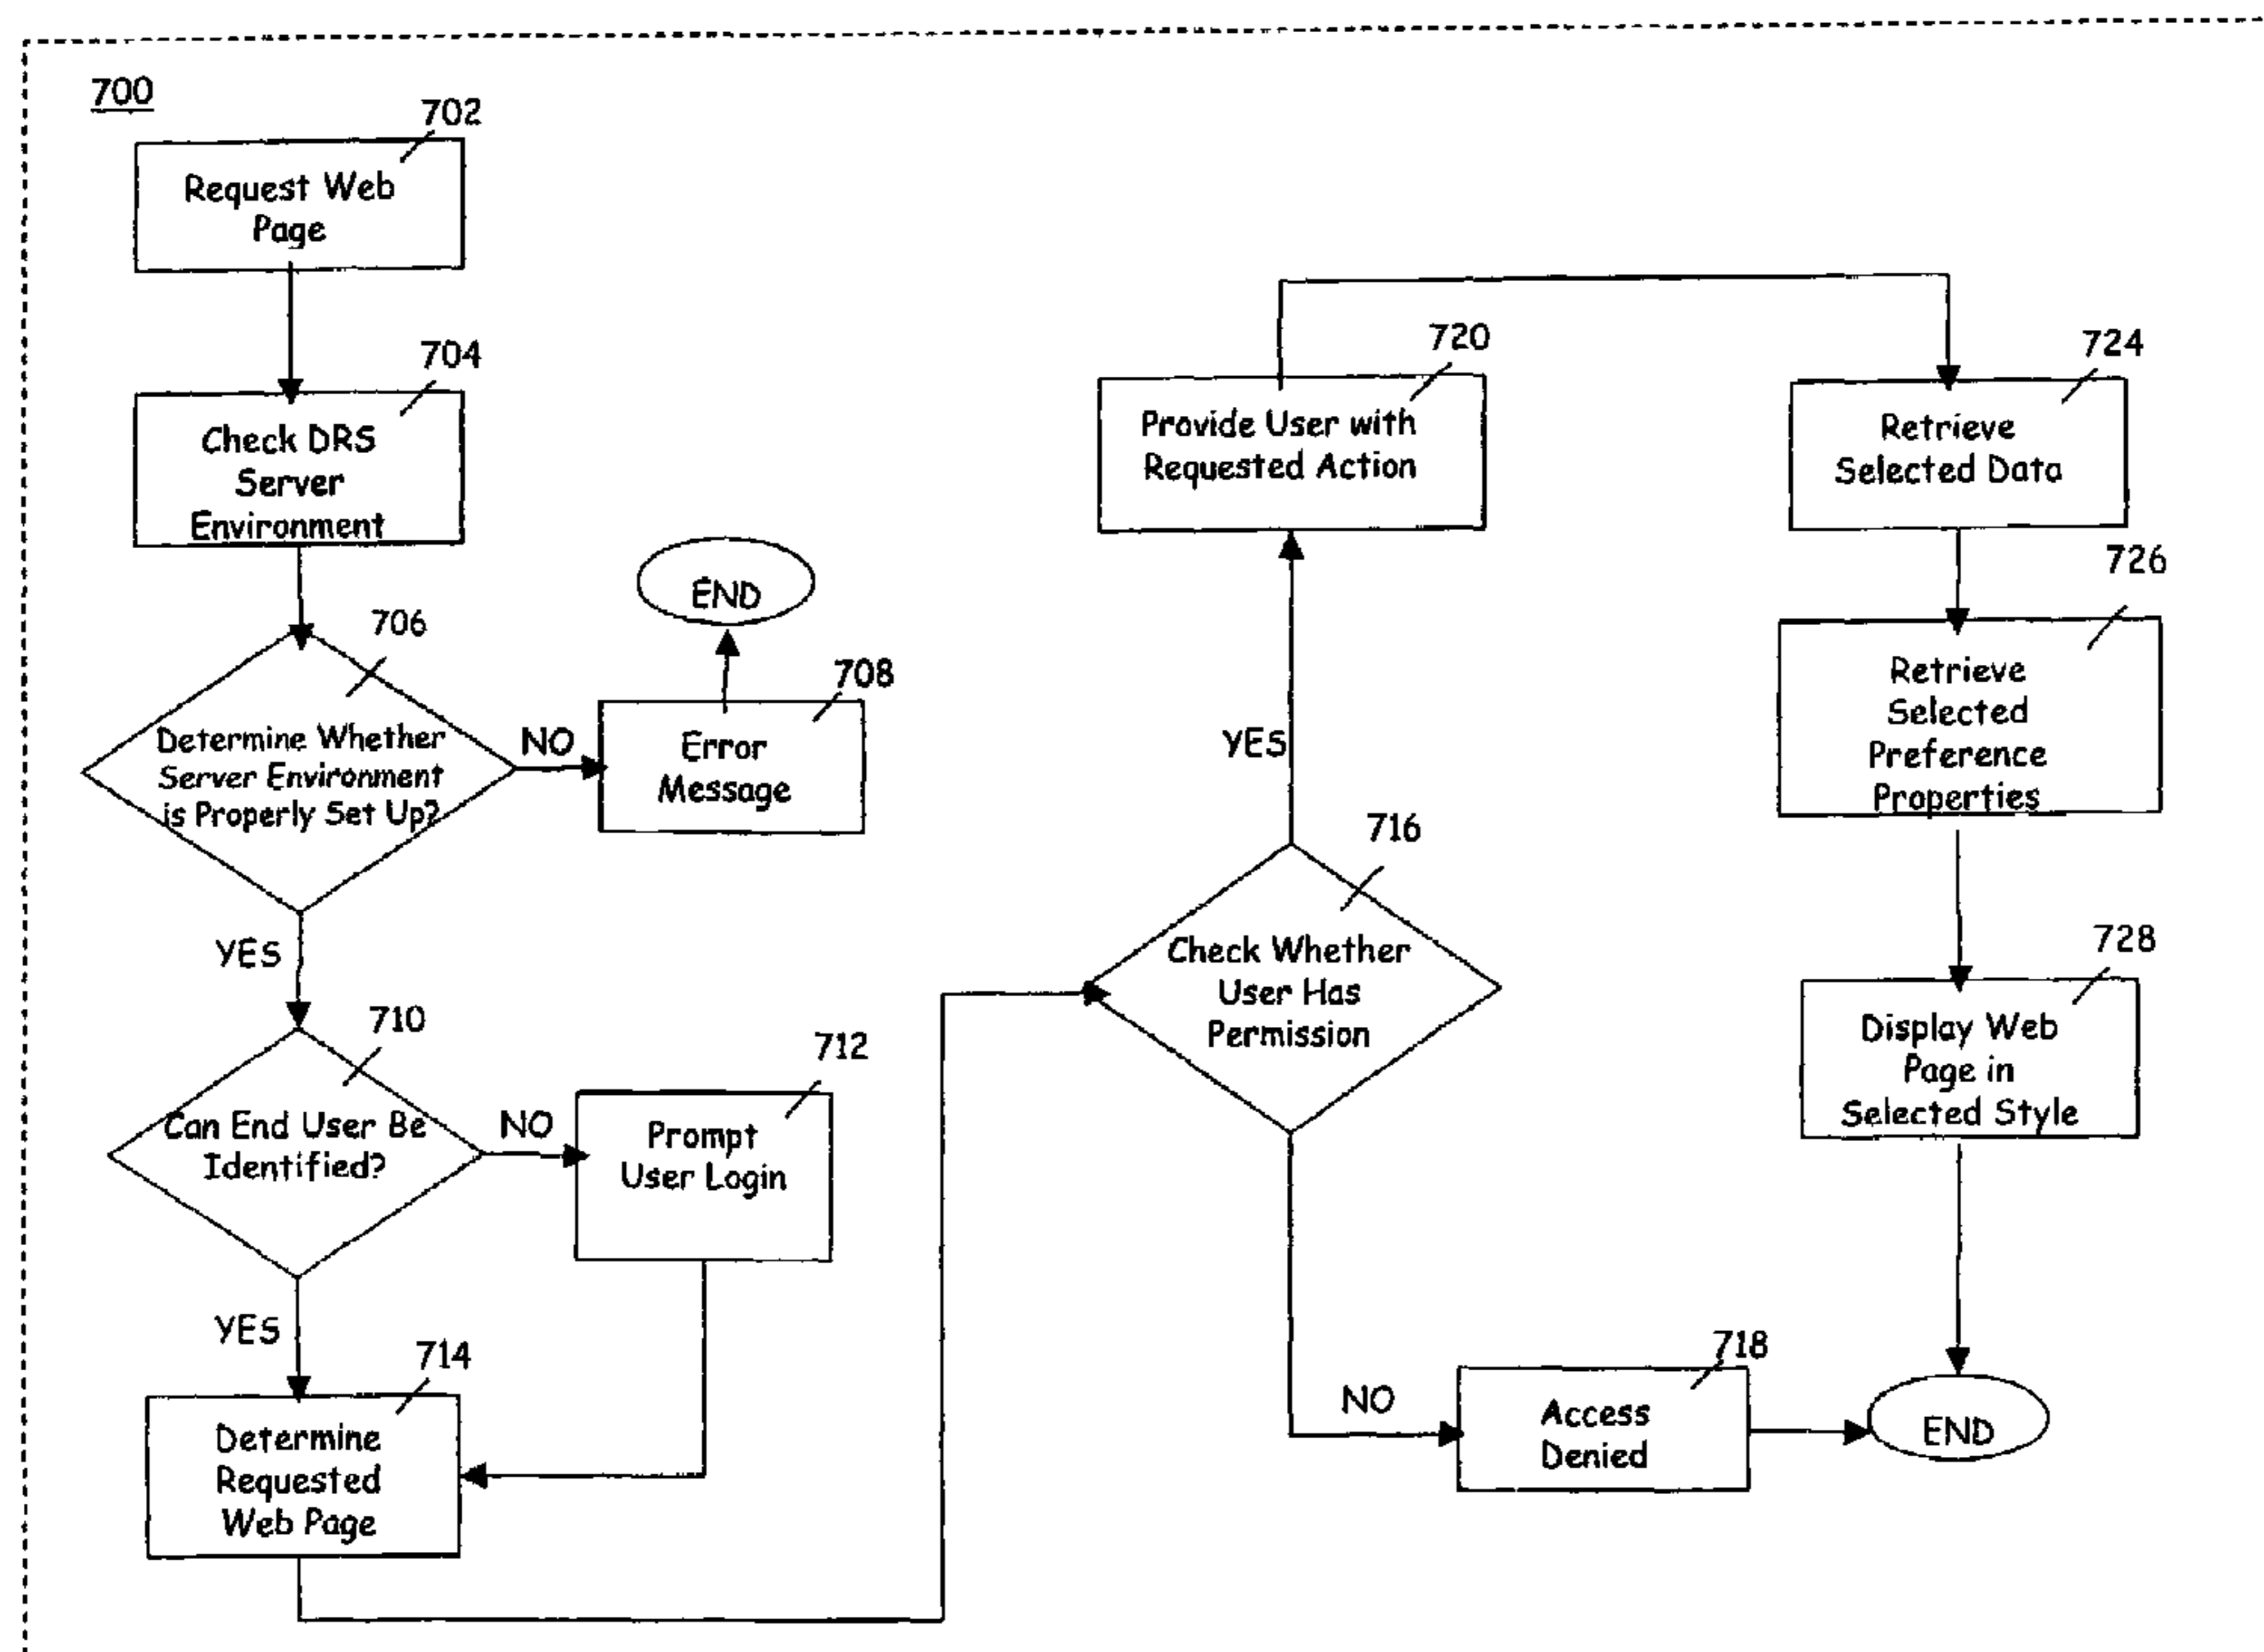 700
702
Request Web
Page
704
Check DRS
Server
Environment
706
Determine Whether
Server Environment
is Properly Set Up?
NO
708
Error
Message
END
YES
710
Can End User Be
Identified?
NO
712
Prompt
User Login
YES
714
Determine
Requested
Web Page
716
Check Whether
User Has
Permission
YES
720
Provide User with
Requested Action
NO
718
Access
Denied
724
Retrieve
Selected Data
726
Retrieve
Selected
Preference
Properties
728
Display Web
Page in
Selected Style
END